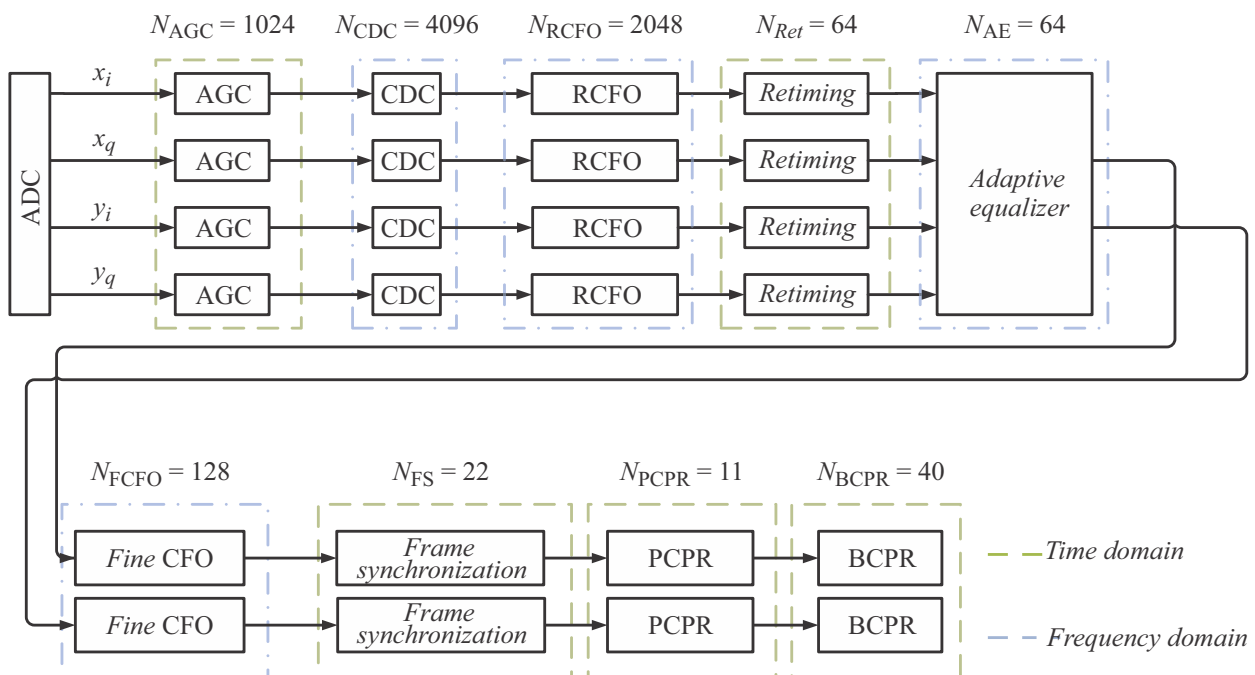 N_AGC = 1024 N_CDC = 4096 N_RCFO = 2048 N_Ret = 64 N_AE = 64
ADC
x_i AGC CDC RCFO Retiming
x_q AGC CDC RCFO Retiming
y_i AGC CDC RCFO Retiming
y_q AGC CDC RCFO Retiming
Adaptive
equalizer
N_FCFO = 128 N_FS = 22 N_PCPR = 11 N_BCPR = 40
Fine CFO
Frame
synchronization
PCPR BCPR
Fine CFO
Frame
synchronization
PCPR BCPR
Time domain
Frequency domain